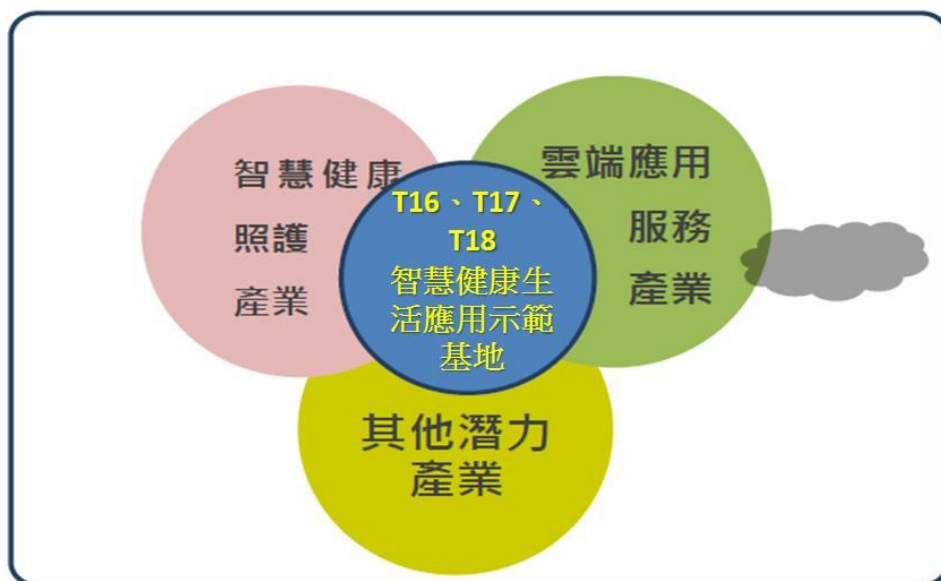 智慧健康
照護
產業
雲端應用
服務
產業
T16、T17、
T18
智慧健康生
活應用示範
基地
其他潛力
產業